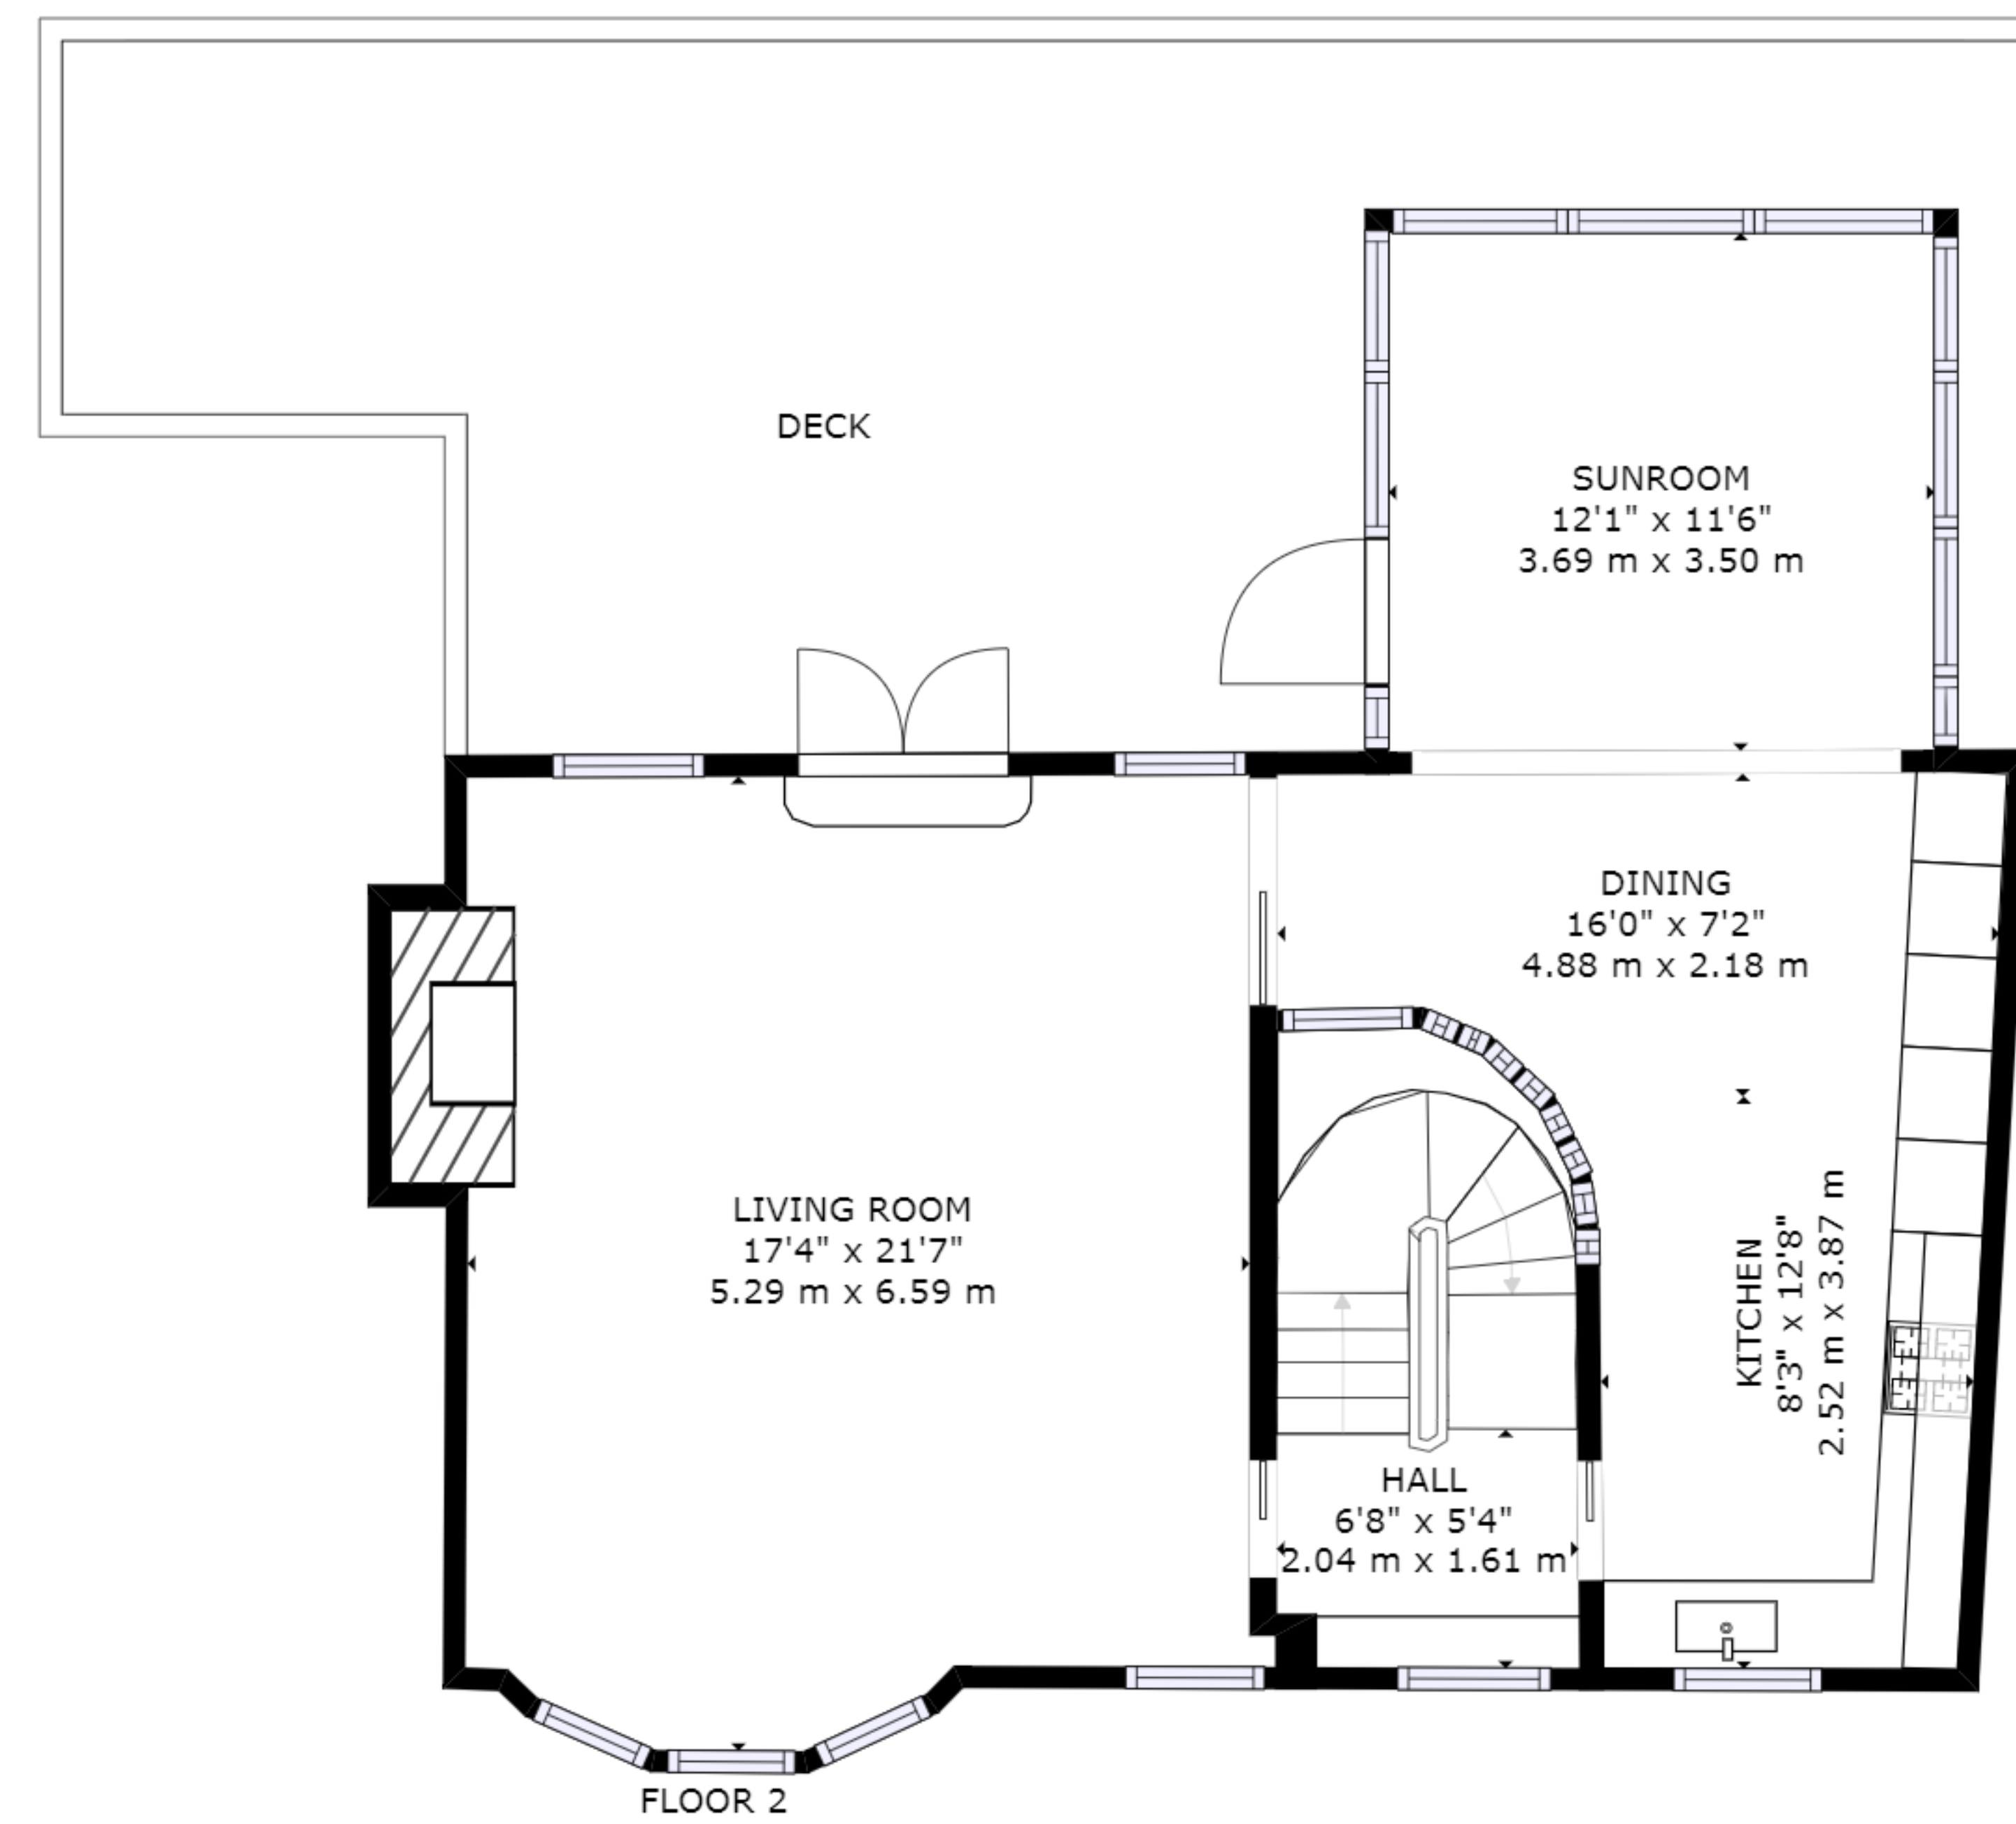 DECK
SUNROOM
12'1" x 11'6"
3.69 m x 3.50 m
DINING
16'0" x 7'2"
4.88 m x 2.18 m
LIVING ROOM
17'4" x 21'7"
5.29 m x 6.59 m
KITCHEN
8'3" x 12'8"
2.52 m x 3.87 m
HALL
6'8" x 5'4"
2.04 m x 1.61 m
FLOOR 2